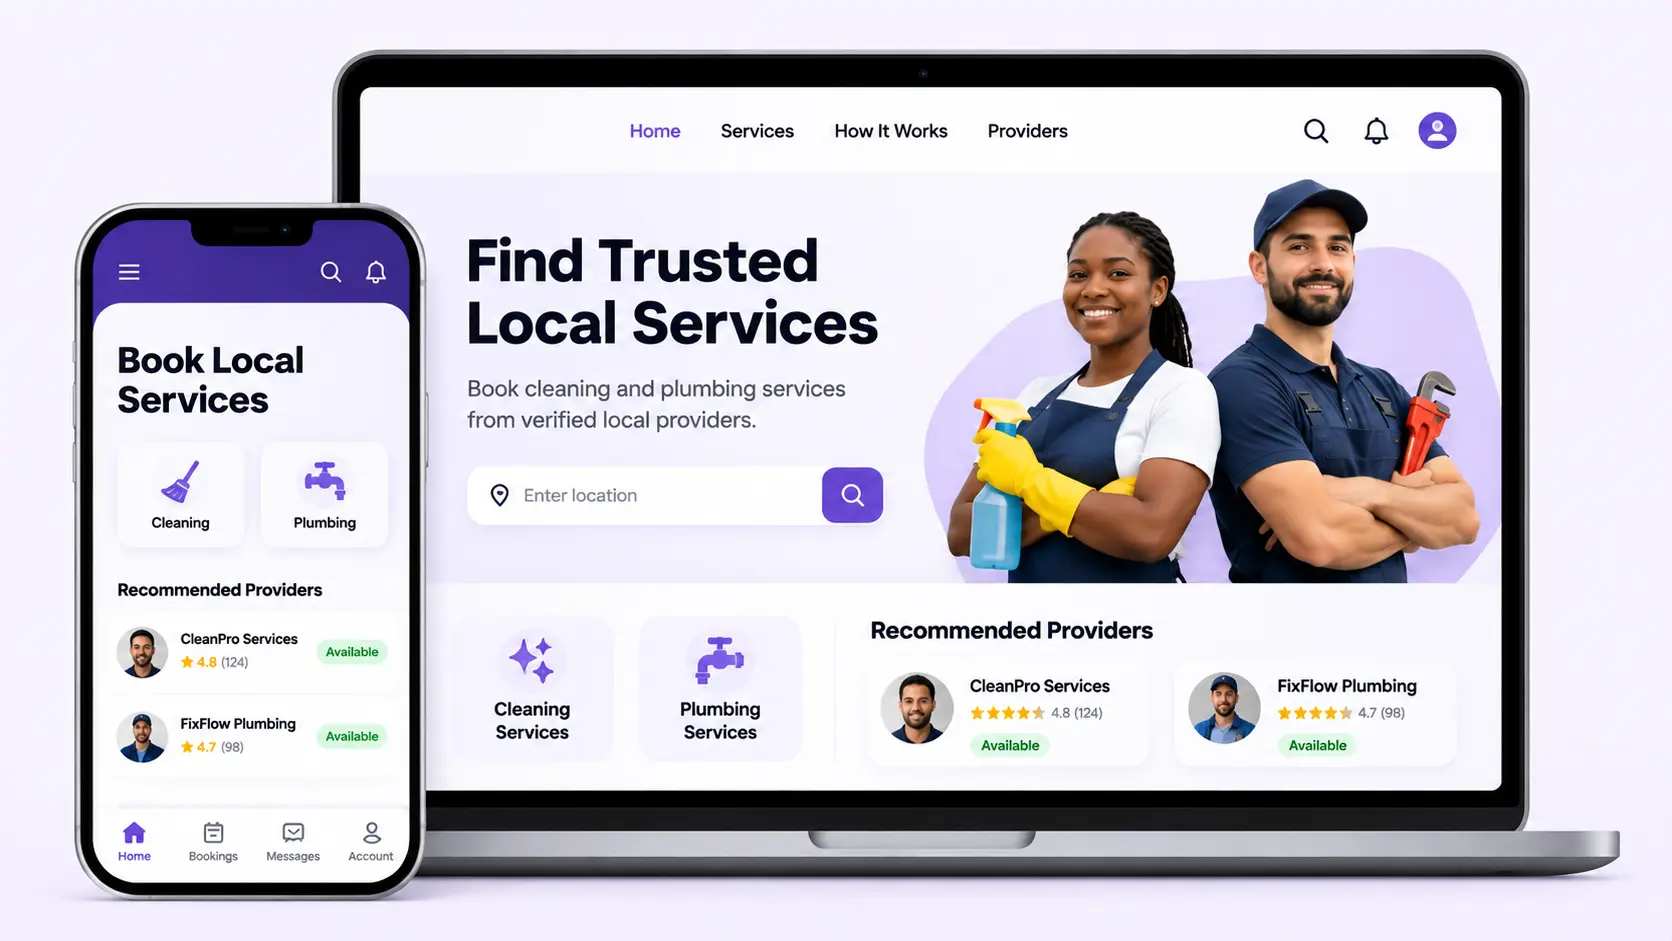 Home Services How It Works Providers
Find Trusted
Local Services
Book cleaning and plumbing services
from verified local providers.
Enter location
Cleaning
Services
Plumbing
Services
Recommended Providers
CleanPro Services
4.8 (124)
Available
FixFlow Plumbing
4.7 (98)
Available
Book Local
Services
Cleaning
Plumbing
Recommended Providers
CleanPro Services
4.8 (124)
Available
FixFlow Plumbing
4.7 (98)
Available
Home Bookings Messages Account